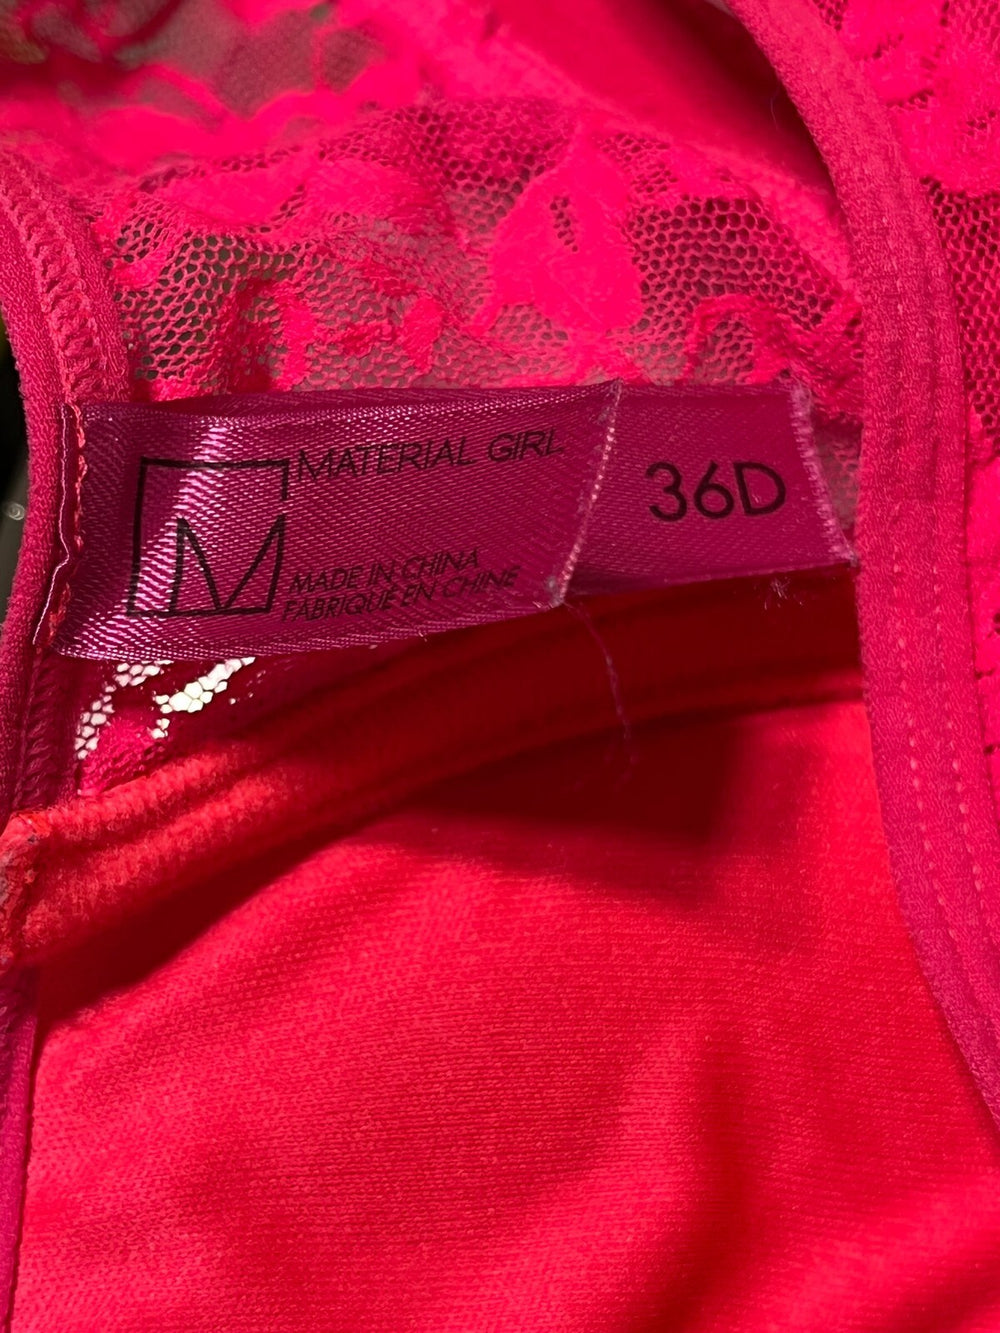 MATERIAL GIRL
M
MADE IN CHINA
FABRIQUE EN CHINE
36D